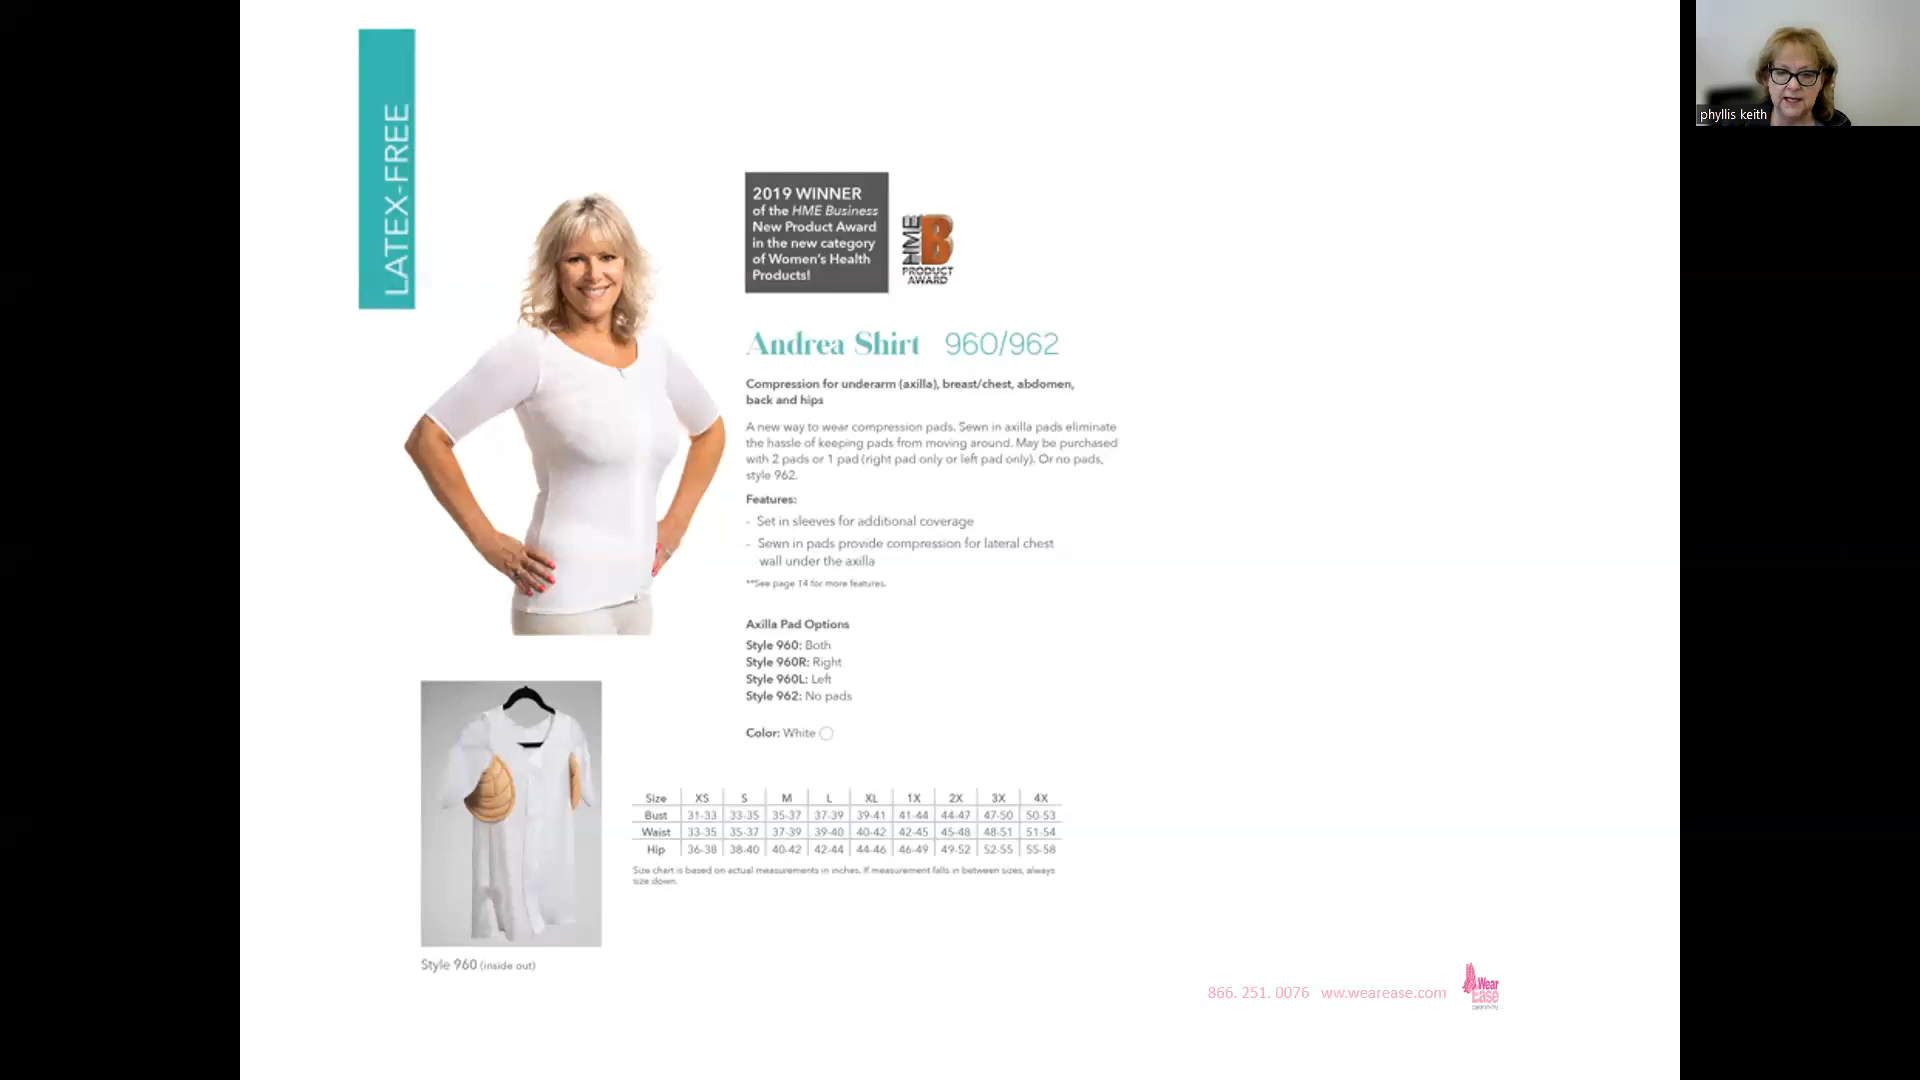 LATEX-FREE
2019 WINNER
of the HME Business
New Product Award
in the new category
of Women's Health
Products!
HME B
PRODUCT
AWARD
Andrea Shirt 960/962
Compression for underarm (axilla), breast/chest, abdomen,
back and hips
A new way to wear compression pads. Sewn in axilla pads eliminate
the hassle of keeping pads from moving around. May be purchased
with 2 pads or 1 pad (right pad only or left pad only). Or no pads,
style 962.
Features:
- Set in sleeves for additional coverage
- Sewn in pads provide compression for lateral chest
wall under the axilla
**See page 14 for more features.
Axilla Pad Options
Style 960: Both
Style 960R: Right
Style 960L: Left
Style 962: No pads
Color: White
Size XS S M L XL 1X 2X 3X 4X
Bust 31-33 33-35 35-37 37-39 39-41 41-44 44-47 47-50 50-53
Waist 33-35 35-37 37-39 39-40 40-42 42-45 45-48 48-51 51-54
Hip 36-38 38-40 40-42 42-44 44-46 46-49 49-52 52-55 55-58
Size chart is based on actual measurements in inches. If measurement falls in between sizes, always
size down.
Style 960 (inside out)
866. 251. 0076 ww.wearease.com
Wear
Ease
phyllis keith